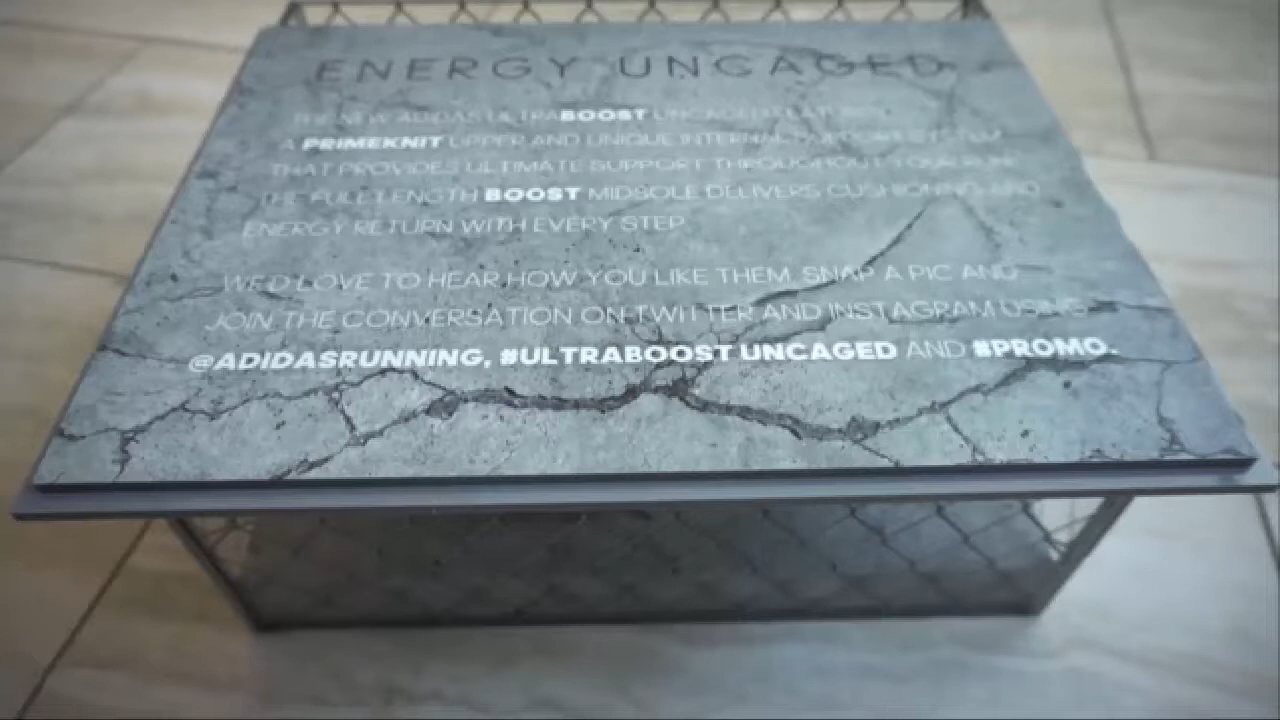 ENERGY UNCAGED
THE NEW ADIDAS ULTRABOOST UNCAGED
A PRIMEKNIT UPPER AND UNIQUE INTERNAL SUPPORT SYSTEM
THAT PROVIDES ULTIMATE SUPPORT THROUGHOUT YOUR RUN.
THE FULL LENGTH BOOST MIDSOLE DELIVERS CUSHIONING AND
ENERGY RETURN WITH EVERY STEP.
WE'D LOVE TO HEAR HOW YOU LIKE THEM. SNAP A PIC AND
JOIN THE CONVERSATION ON TWITTER AND INSTAGRAM USING
@ADIDASRUNNING, #ULTRABOOST UNCAGED AND #PROMO.